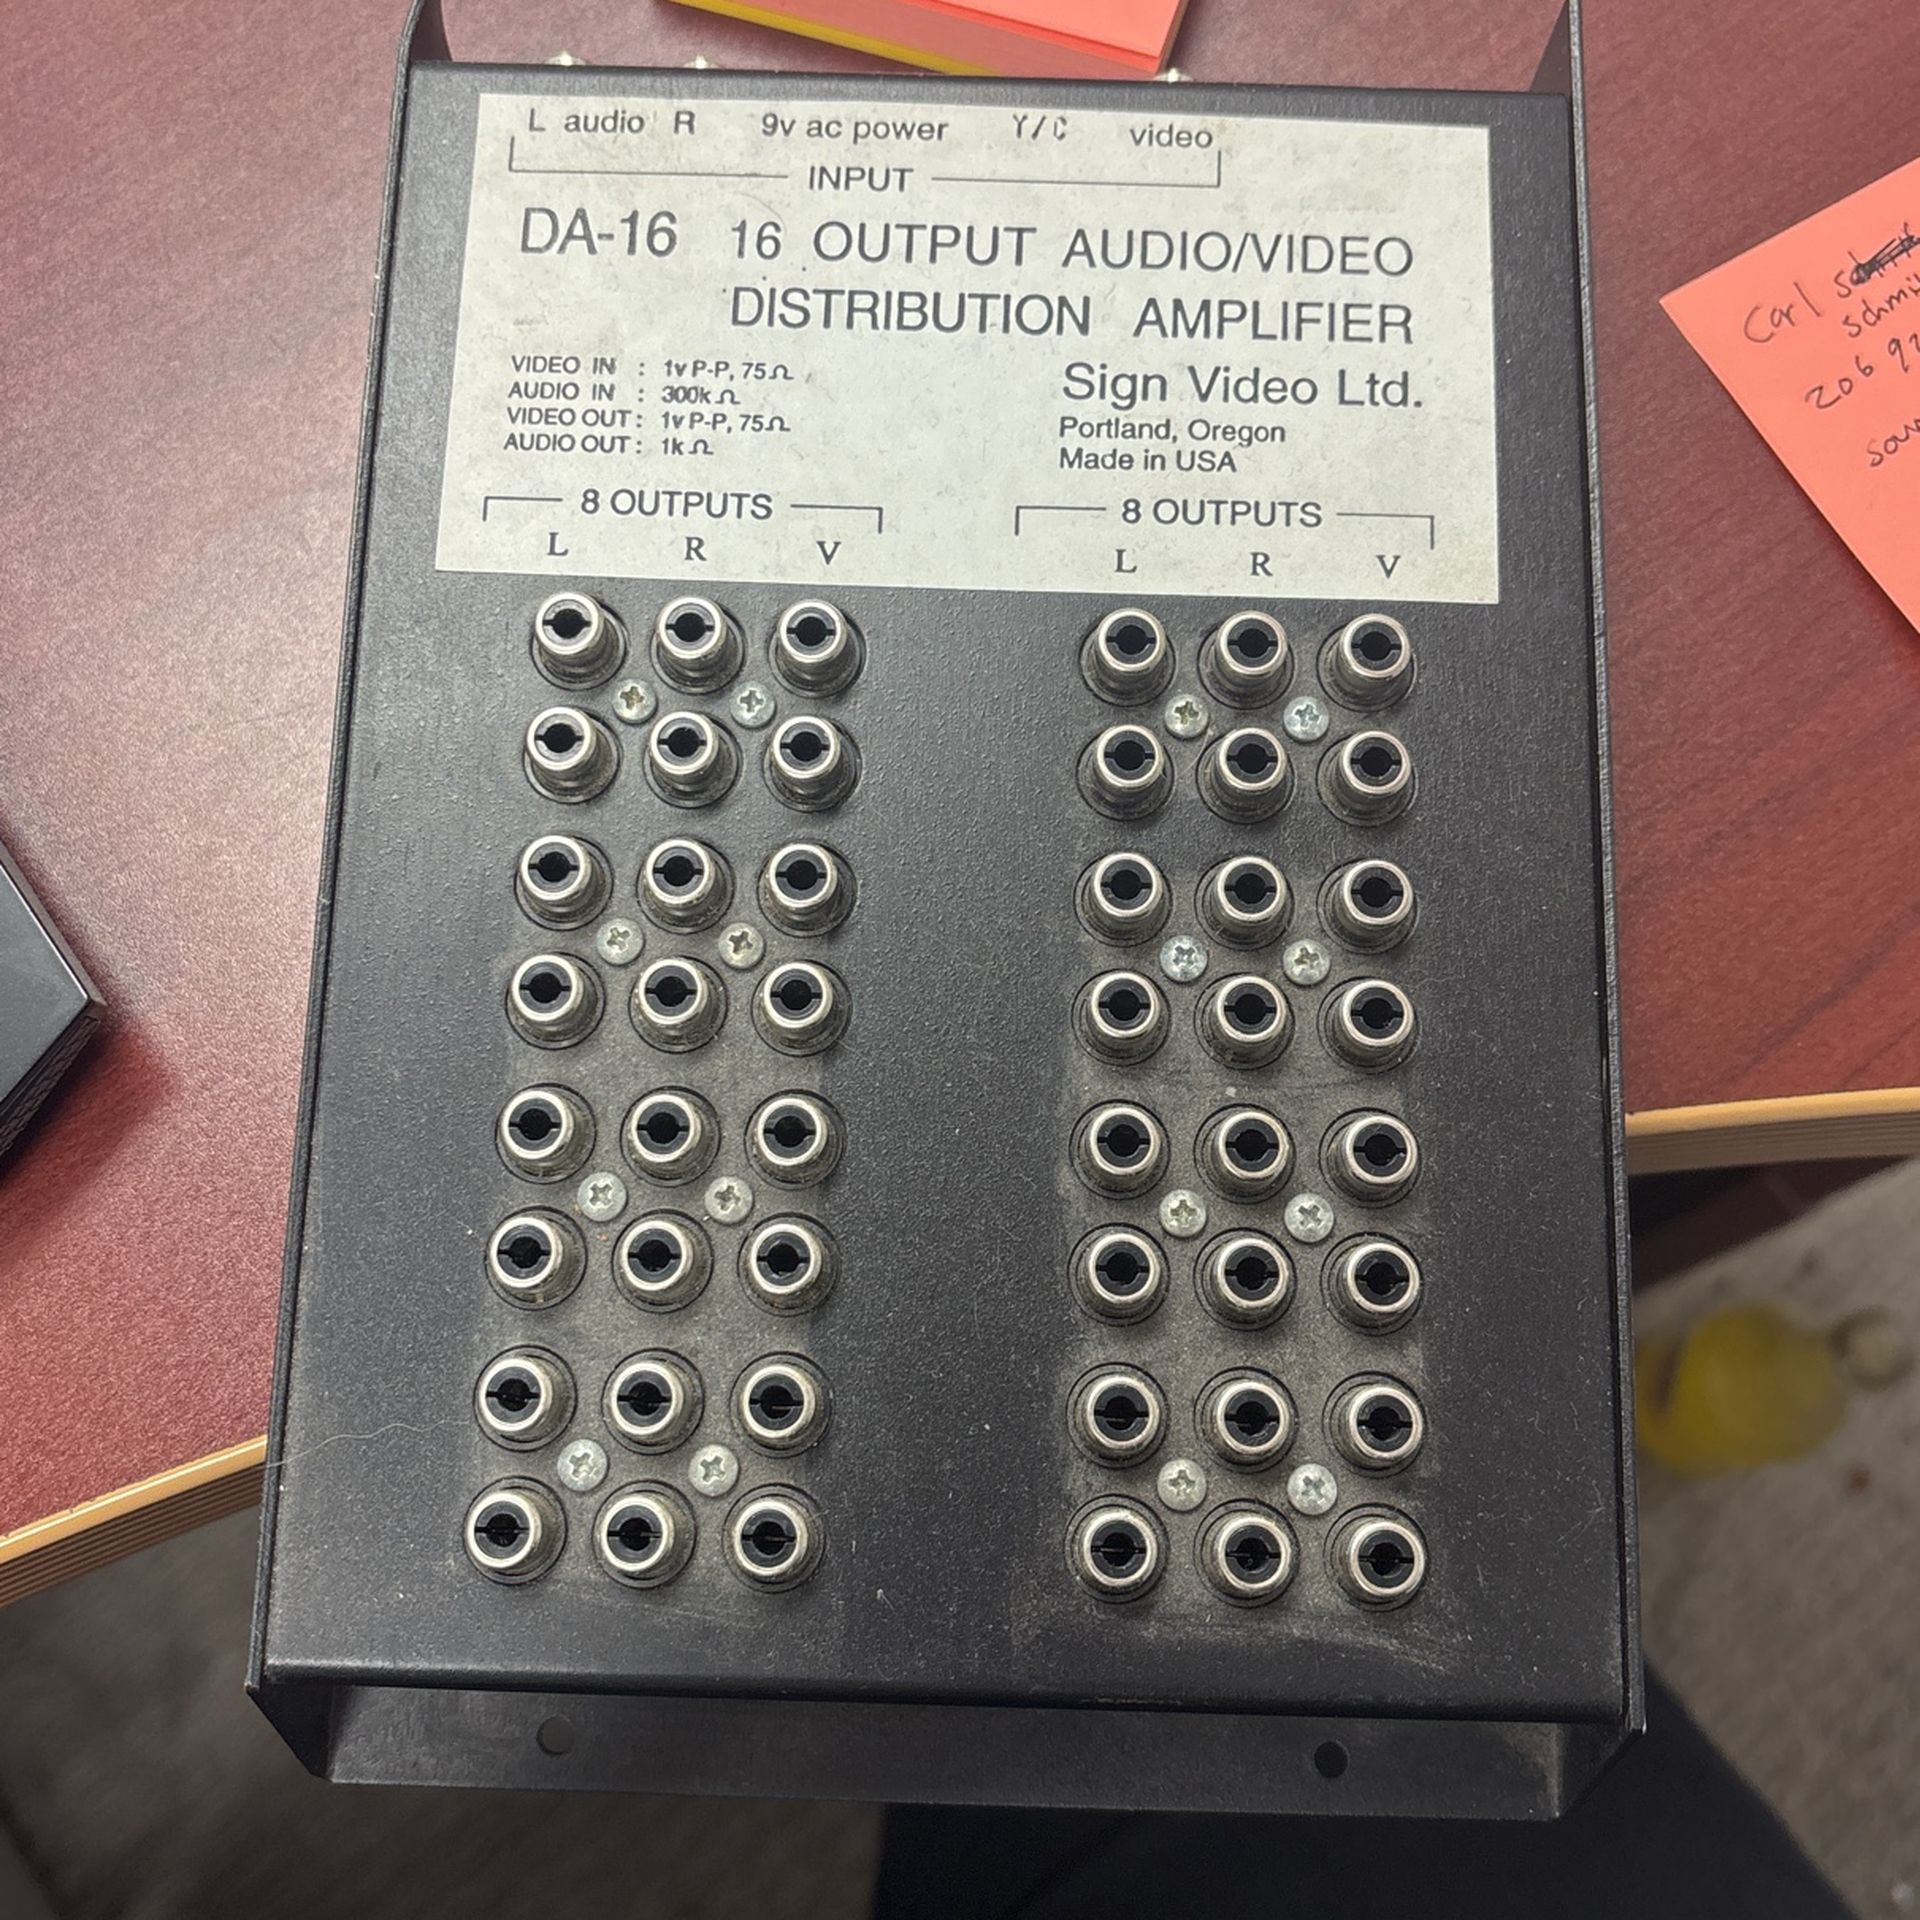 L audio R 9v ac power Y/C video
INPUT
DA-16 16 OUTPUT AUDIO/VIDEO
DISTRIBUTION AMPLIFIER
VIDEO IN : 1v P-P, 75Ω
AUDIO IN : 300kΩ
VIDEO OUT : 1v P-P, 75Ω
AUDIO OUT : 1kΩ
Sign Video Ltd.
Portland, Oregon
Made in USA
8 OUTPUTS
L R V
8 OUTPUTS
L R V
Carl
206